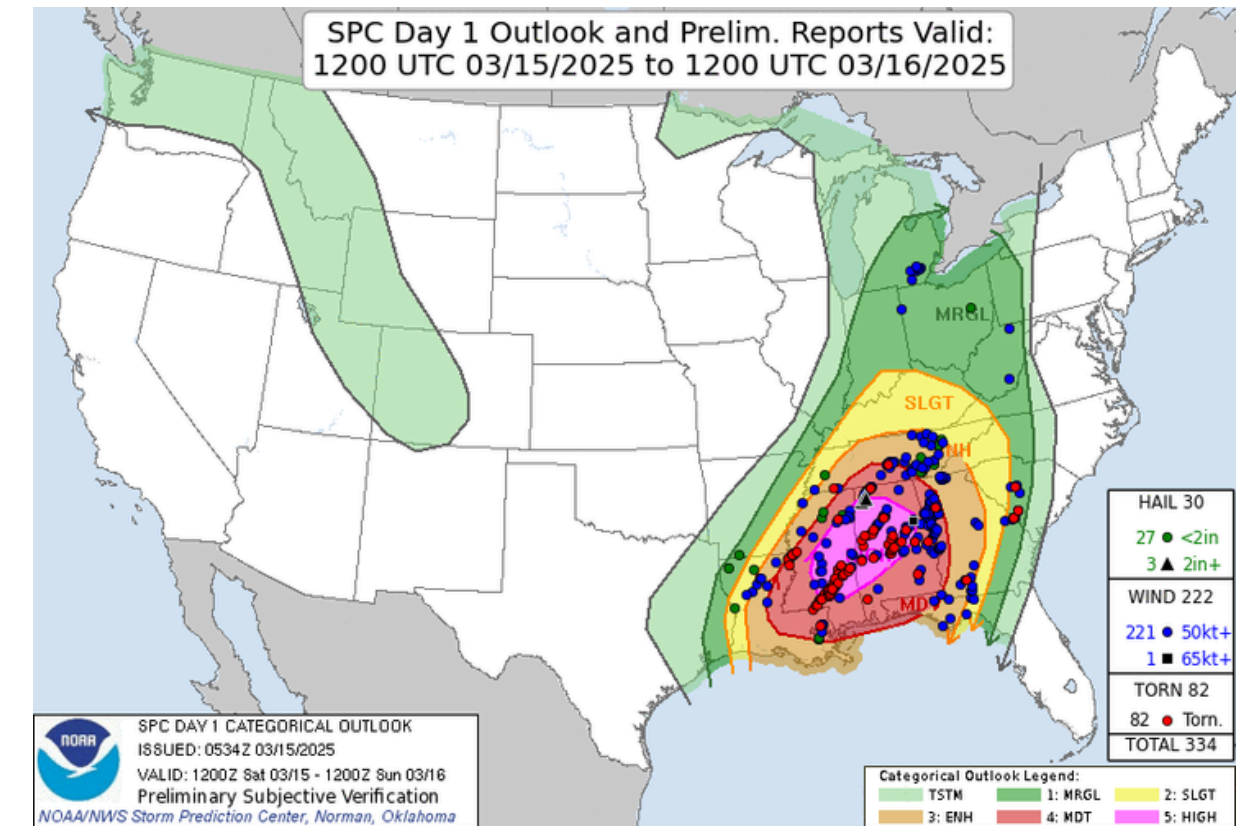 SPC Day 1 Outlook and Prelim. Reports Valid:
1200 UTC 03/15/2025 to 1200 UTC 03/16/2025
MRGL
SLGT
NH
MD
HAIL 30
27 <2in
3 2in+
WIND 222
221 50kt+
1 65kt+
TORN 82
82 Torn.
TOTAL 334
NOAA
SPC DAY 1 CATEGORICAL OUTLOOK
ISSUED: 0534Z 03/15/2025
VALID: 1200Z Sat 03/15 - 1200Z Sun 03/16
Preliminary Subjective Verification
NOAA/NWS Storm Prediction Center, Norman, Oklahoma
Categorical Outlook Legend:
TSTM 1: MRGL 2: SLGT
3: ENH 4: MDT 5: HIGH